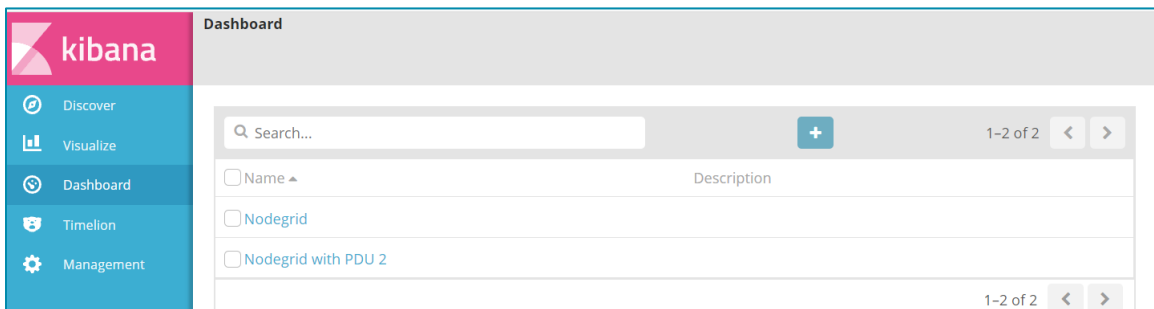 kibana
Discover
Visualize
Dashboard
Timelion
Management
Dashboard
Search...
+
1–2 of 2
Name
Description
Nodegrid
Nodegrid with PDU 2
1–2 of 2